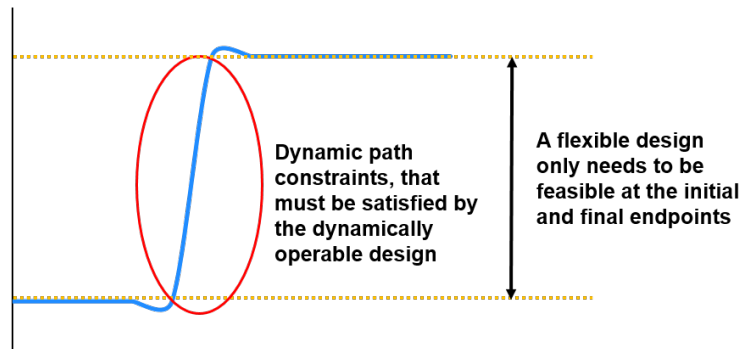 Dynamic path
constraints, that
must be satisfied by
the dynamically
operable design
A flexible design
only needs to be
feasible at the initial
and final endpoints